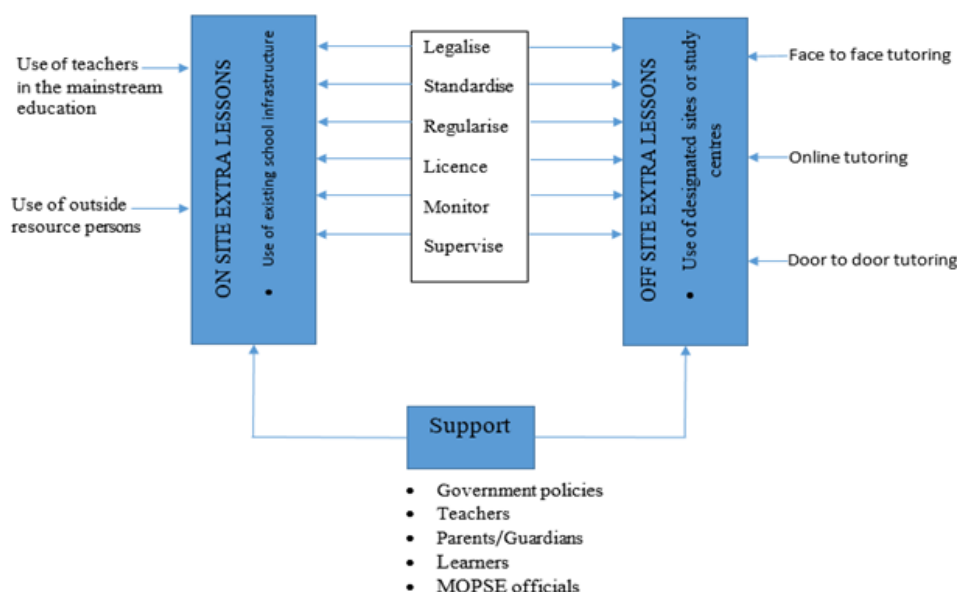 Use of teachers
in the mainstream
education
Use of outside
resource persons
ON SITE EXTRA LESSONS
• Use of existing school infrastructure
Legalise
Standardise
Regularise
Licence
Monitor
Supervise
OFF SITE EXTRA LESSONS
• Use of designated sites or study
centres
Face to face tutoring
Online tutoring
Door to door tutoring
Support
• Government policies
• Teachers
• Parents/Guardians
• Learners
• MOPSE officials